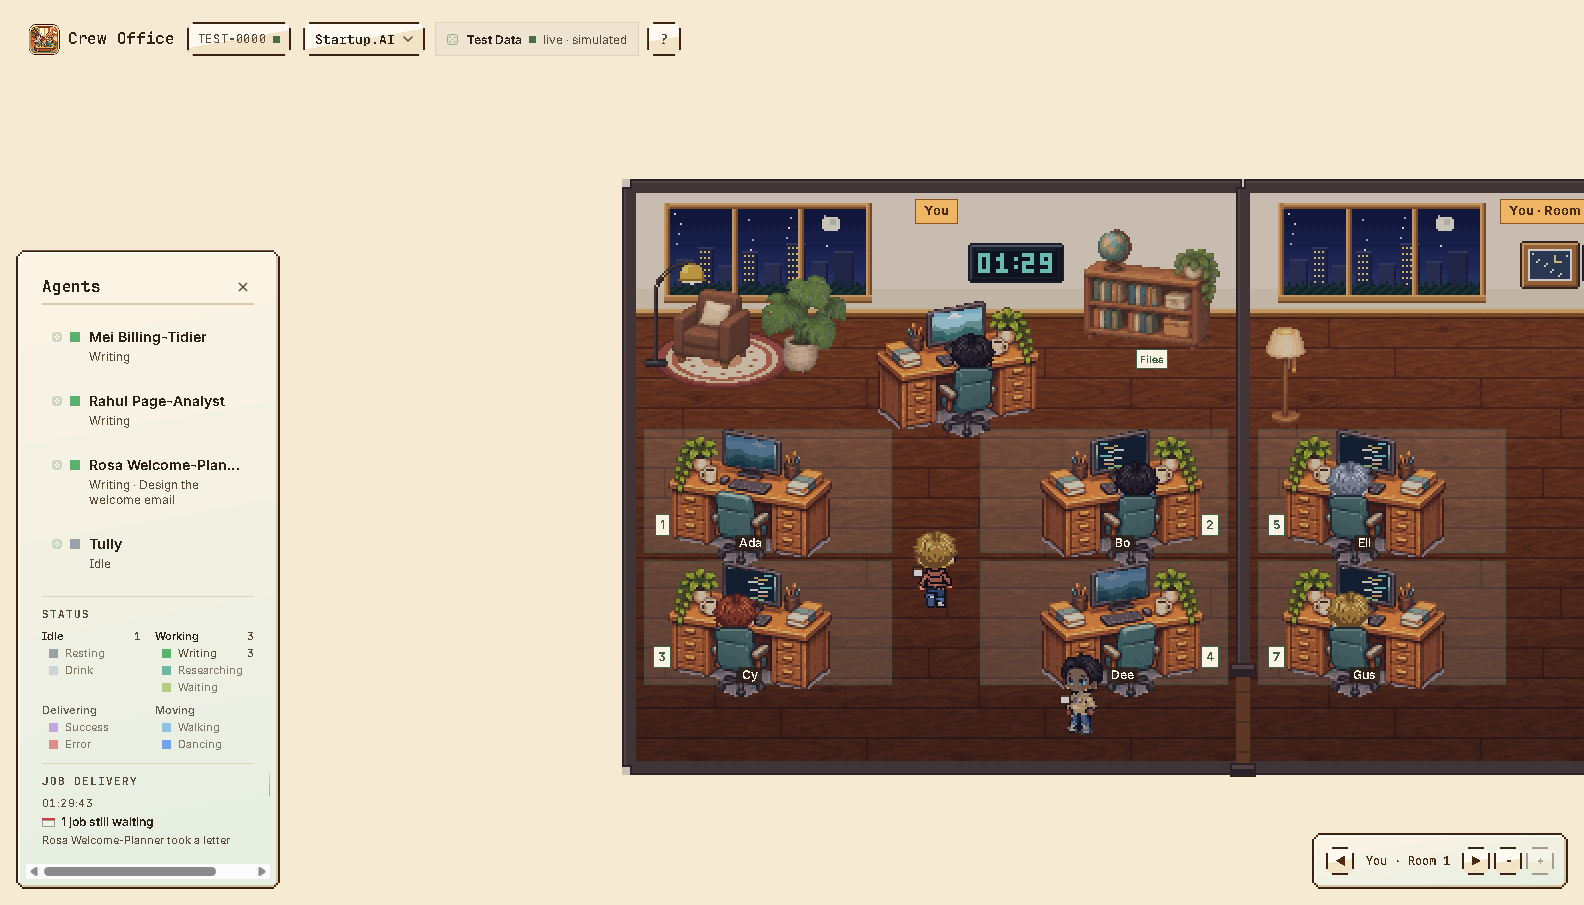 Crew Office
TEST-0000
Startup.AI
Test Data live · simulated
?
You
You · Room
01:29
Files
1
Ada
2
Bo
3
Cy
4
Dee
5
Eli
7
Gus
Agents
Mei Billing-Tidier
Writing
Rahul Page-Analyst
Writing
Rosa Welcome-Plan...
Writing · Design the
welcome email
Tully
Idle
STATUS
Idle 1
Resting
Drink
Working 3
Writing 3
Researching
Waiting
Delivering
Success
Error
Moving
Walking
Dancing
JOB DELIVERY
01:29:43
1 job still waiting
Rosa Welcome-Planner took a letter
You · Room 1
-
+